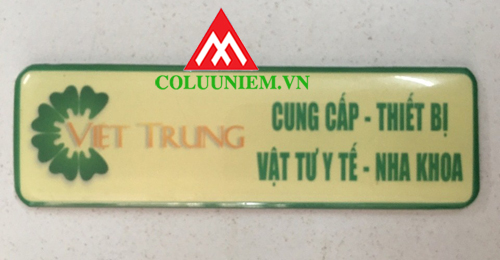 COLUUNIEM.VN
VIET TRUNG
CUNG CẤP - THIẾT BỊ
VẬT TƯ Y TẾ - NHA KHOA